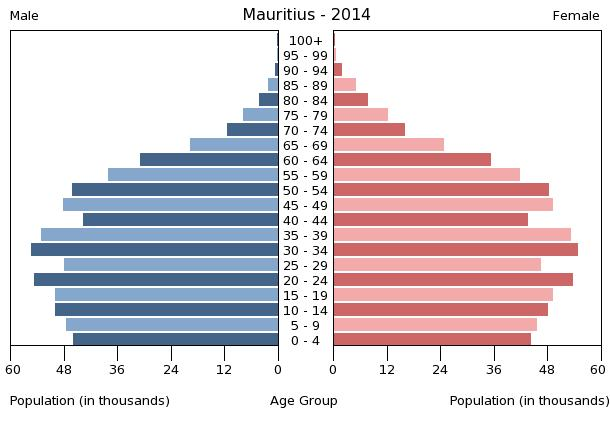 Mauritius - 2014
Male
Female
100+
95 - 99
90 - 94
85 - 89
80 - 84
75 - 79
70 - 74
65 - 69
60 - 64
55 - 59
50 - 54
45 - 49
40 - 44
35 - 39
30 - 34
25 - 29
20 - 24
15 - 19
10 - 14
5 - 9
0 - 4
60 48 36 24 12 0 0 12 24 36 48 60
Population (in thousands) Age Group Population (in thousands)